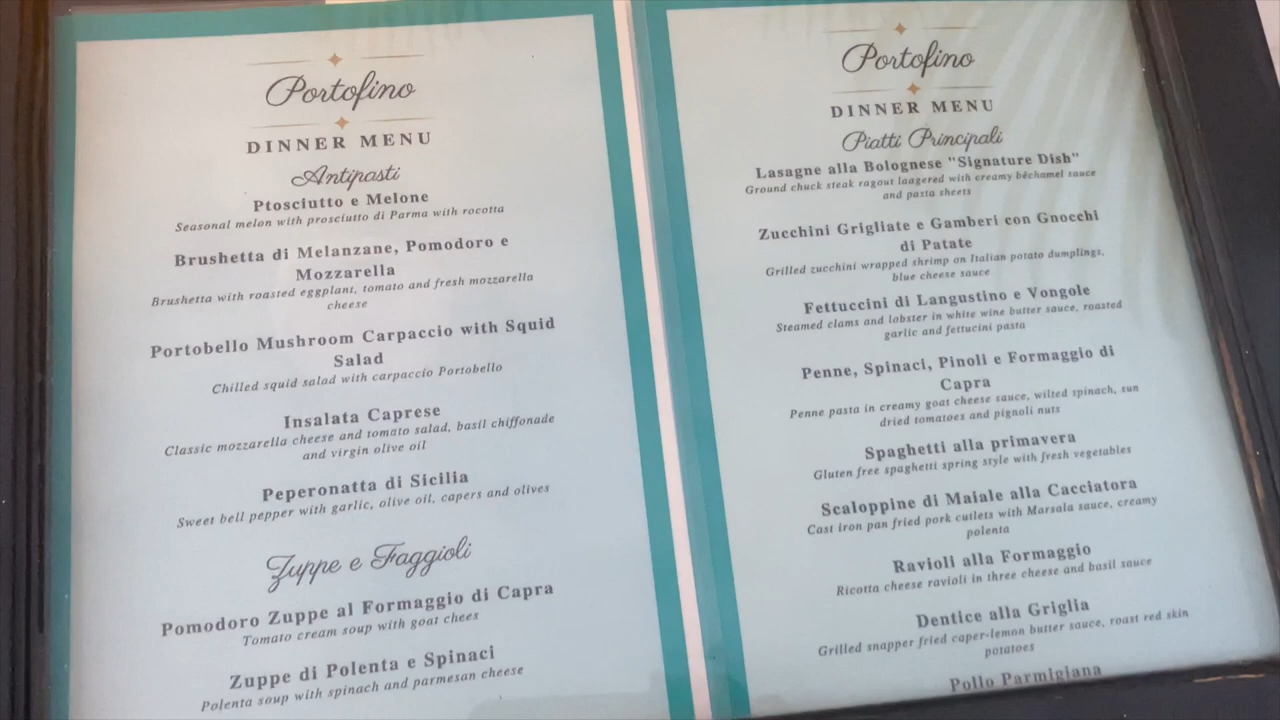 Portofino
DINNER MENU
Antipasti
Ptosciutto e Melone
Seasonal melon with prosciutto di Parma with rocotta
Brushetta di Melanzane, Pomodoro e
Mozzarella
Brushetta with roasted eggplant, tomato and fresh mozzarella
cheese
Portobello Mushroom Carpaccio with Squid
Salad
Chilled squid salad with carpaccio Portobello
Insalata Caprese
Classic mozzarella cheese and tomato salad, basil chiffonade
and virgin olive oil
Peperonatta di Sicilia
Sweet bell pepper with garlic, olive oil, capers and olives
Zuppe e Faggioli
Pomodoro Zuppe al Formaggio di Capra
Tomato cream soup with goat chees
Zuppe di Polenta e Spinaci
Polenta soup with spinach and parmesan cheese
Portofino
DINNER MENU
Piatti Principali
Lasagne alla Bolognese "Signature Dish"
Ground chuck steak ragout laagered with creamy béchamel sauce
and pasta sheets
Zucchini Grigliate e Gamberi con Gnocchi
di Patate
Grilled zucchini wrapped shrimp on Italian potato dumplings,
blue cheese sauce
Fettuccini di Langustino e Vongole
Steamed clams and lobster in white wine butter sauce, roasted
garlic and fettucini pasta
Penne, Spinaci, Pinoli e Formaggio di
Capra
Penne pasta in creamy goat cheese sauce, wilted spinach, sun
dried tomatoes and pignoli nuts
Spaghetti alla primavera
Gluten free spaghetti spring style with fresh vegetables
Scaloppine di Maiale alla Cacciatora
Cast iron pan fried pork cutlets with Marsala sauce, creamy
polenta
Ravioli alla Formaggio
Ricotta cheese ravioli in three cheese and basil sauce
Dentice alla Griglia
Grilled snapper fried caper-lemon butter sauce, roast red skin
potatoes
Pollo Parmigiana